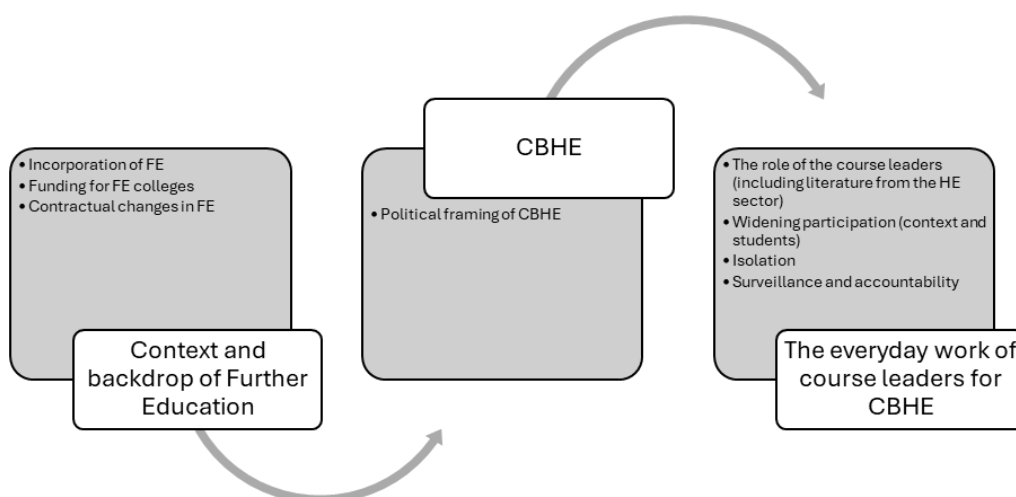 • Incorporation of FE
• Funding for FE colleges
• Contractual changes in FE
Context and
backdrop of Further
Education
CBHE
• Political framing of CBHE
• The role of the course leaders
(including literature from the HE
sector)
• Widening participation (context and
students)
• Isolation
• Surveillance and accountability
The everyday work of
course leaders for
CBHE